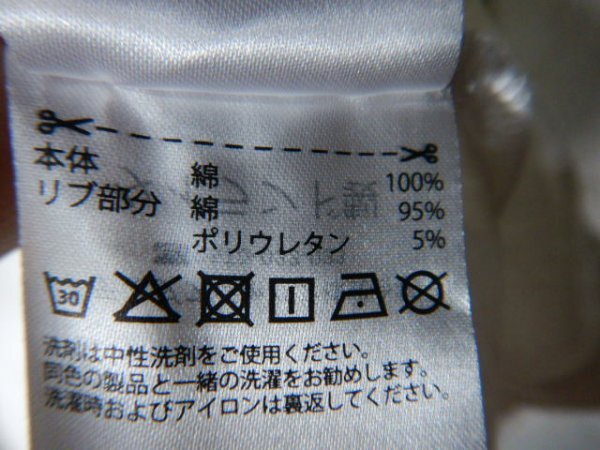 本体 綿 100%
リブ部分 綿 95%
ポリウレタン 5%
30
洗剤は中性洗剤をご使用ください。
同色の製品と一緒の洗濯をお勧めします。
洗濯時およびアイロンは裏返してください。